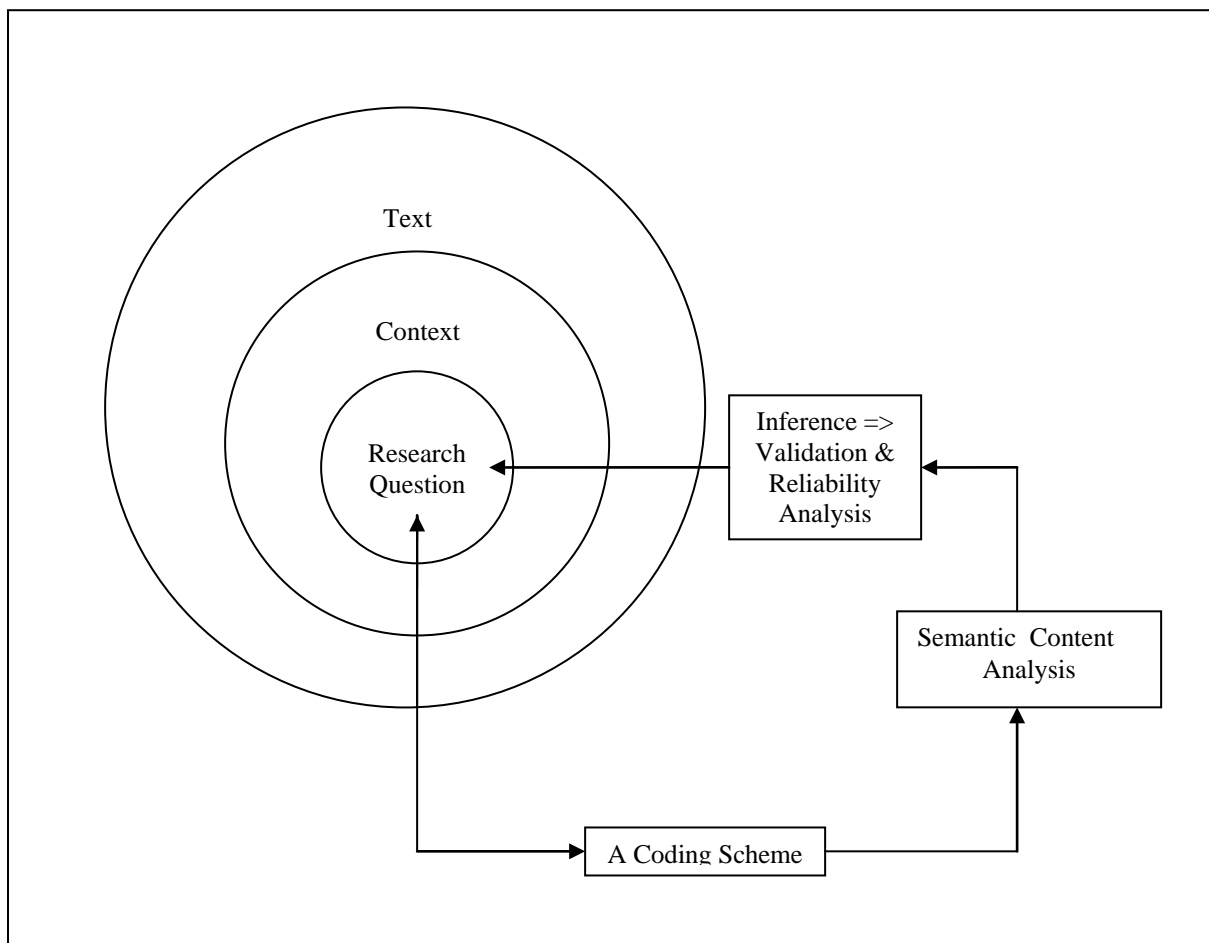 Text
Context
Research
Question
Inference =>
Validation &
Reliability
Analysis
Semantic  Content
Analysis
A Coding Scheme